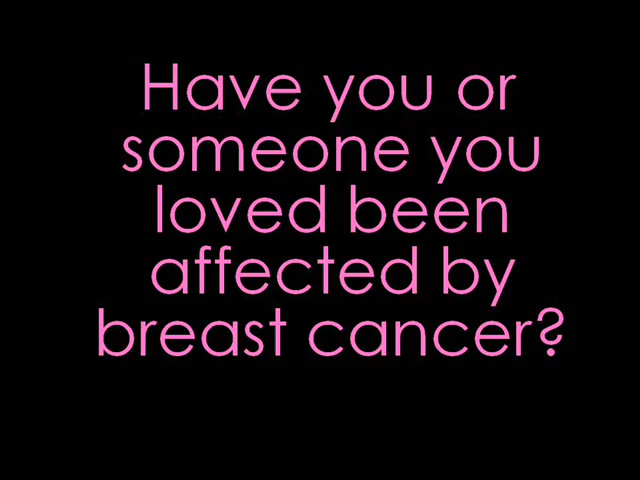 Have you or
someone you
loved been
affected by
breast cancer?